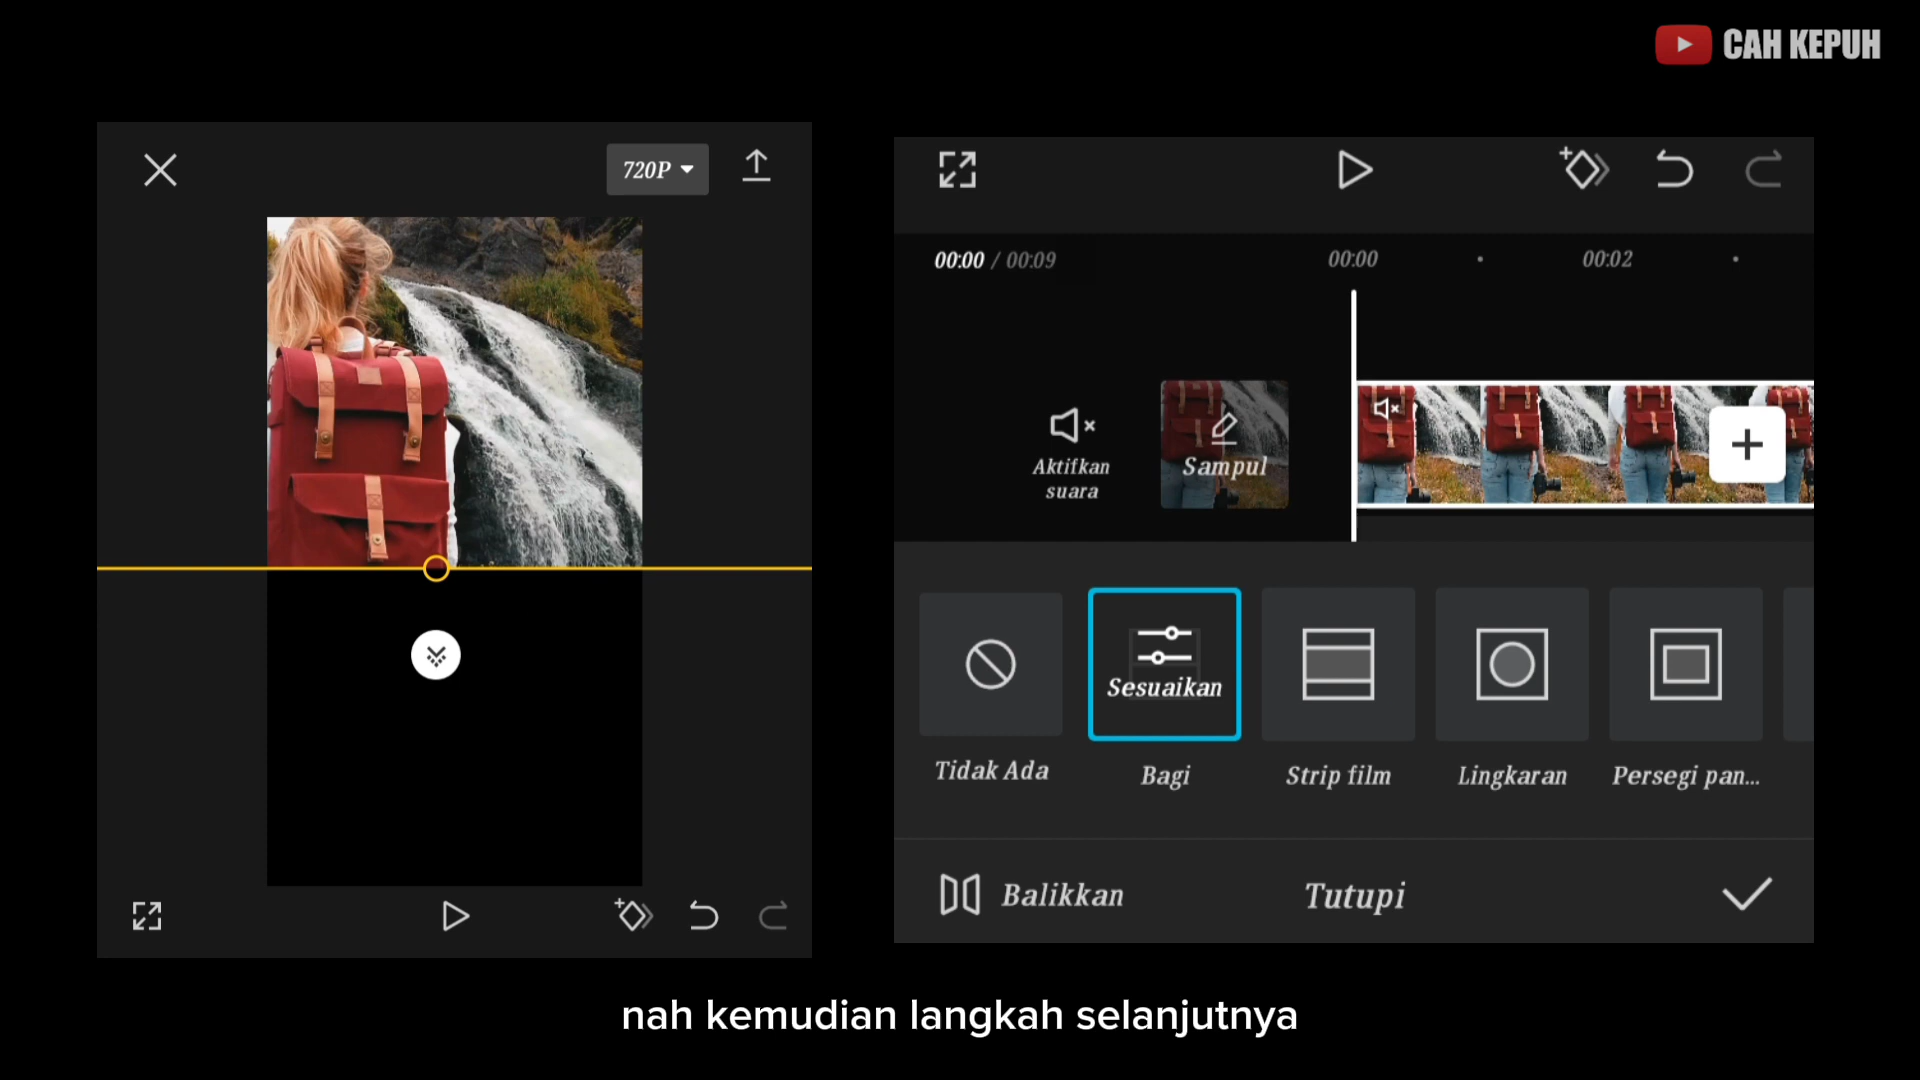 CAH KEPUH
720P
00:00 / 00:09
00:00
00:02
Aktifkan
suara
Sampul
Sesuaikan
Tidak Ada
Bagi
Strip film
Lingkaran
Persegi pan...
Balikkan
Tutupi
nah kemudian langkah selanjutnya